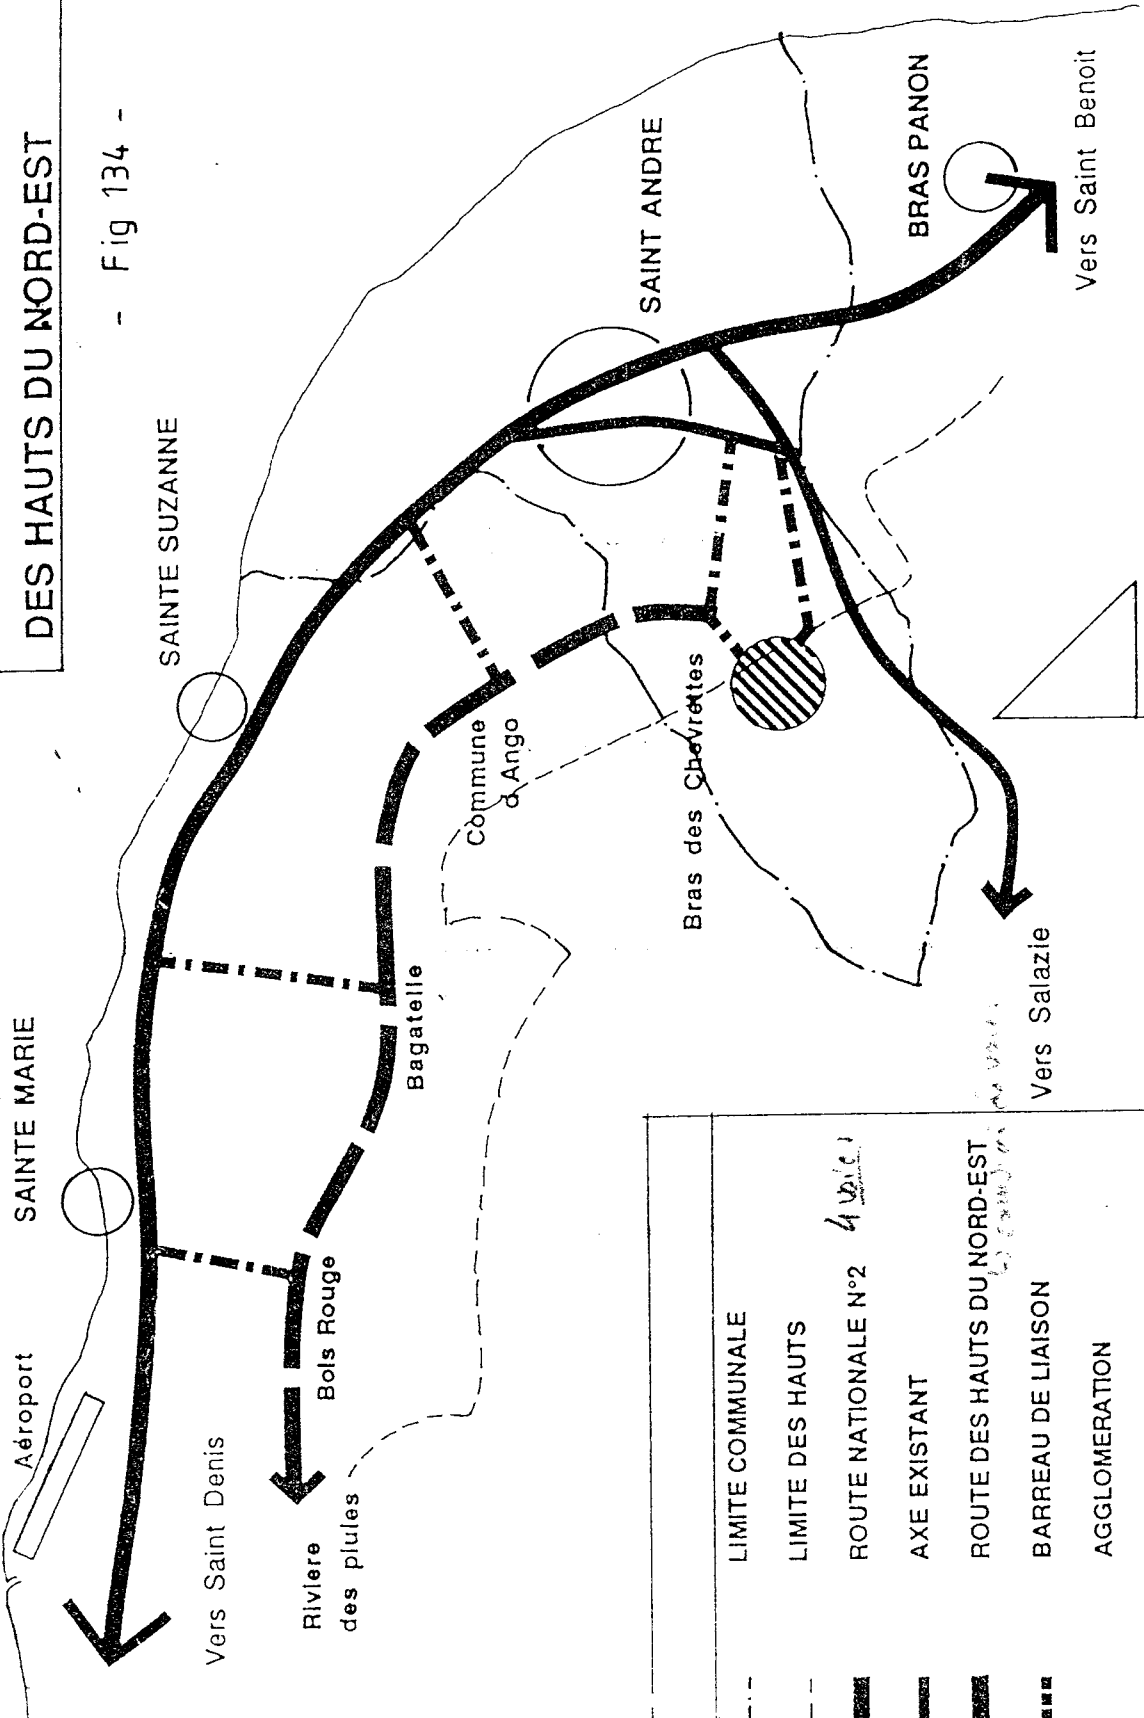 DES HAUTS DU NORD-EST
- Fig 134 -
Aéroport
SAINTE MARIE
SAINTE SUZANNE
SAINT ANDRE
BRAS PANON
Vers Saint Benoit
Vers Saint Denis
Riviere
des pluies
Bois Rouge
Bagatelle
Commune
d Ango
Bras des Chevrettes
Vers Salazie
LIMITE COMMUNALE
LIMITE DES HAUTS
ROUTE NATIONALE N°2 4 voies
AXE EXISTANT
ROUTE DES HAUTS DU NORD-EST
BARREAU DE LIAISON
AGGLOMERATION